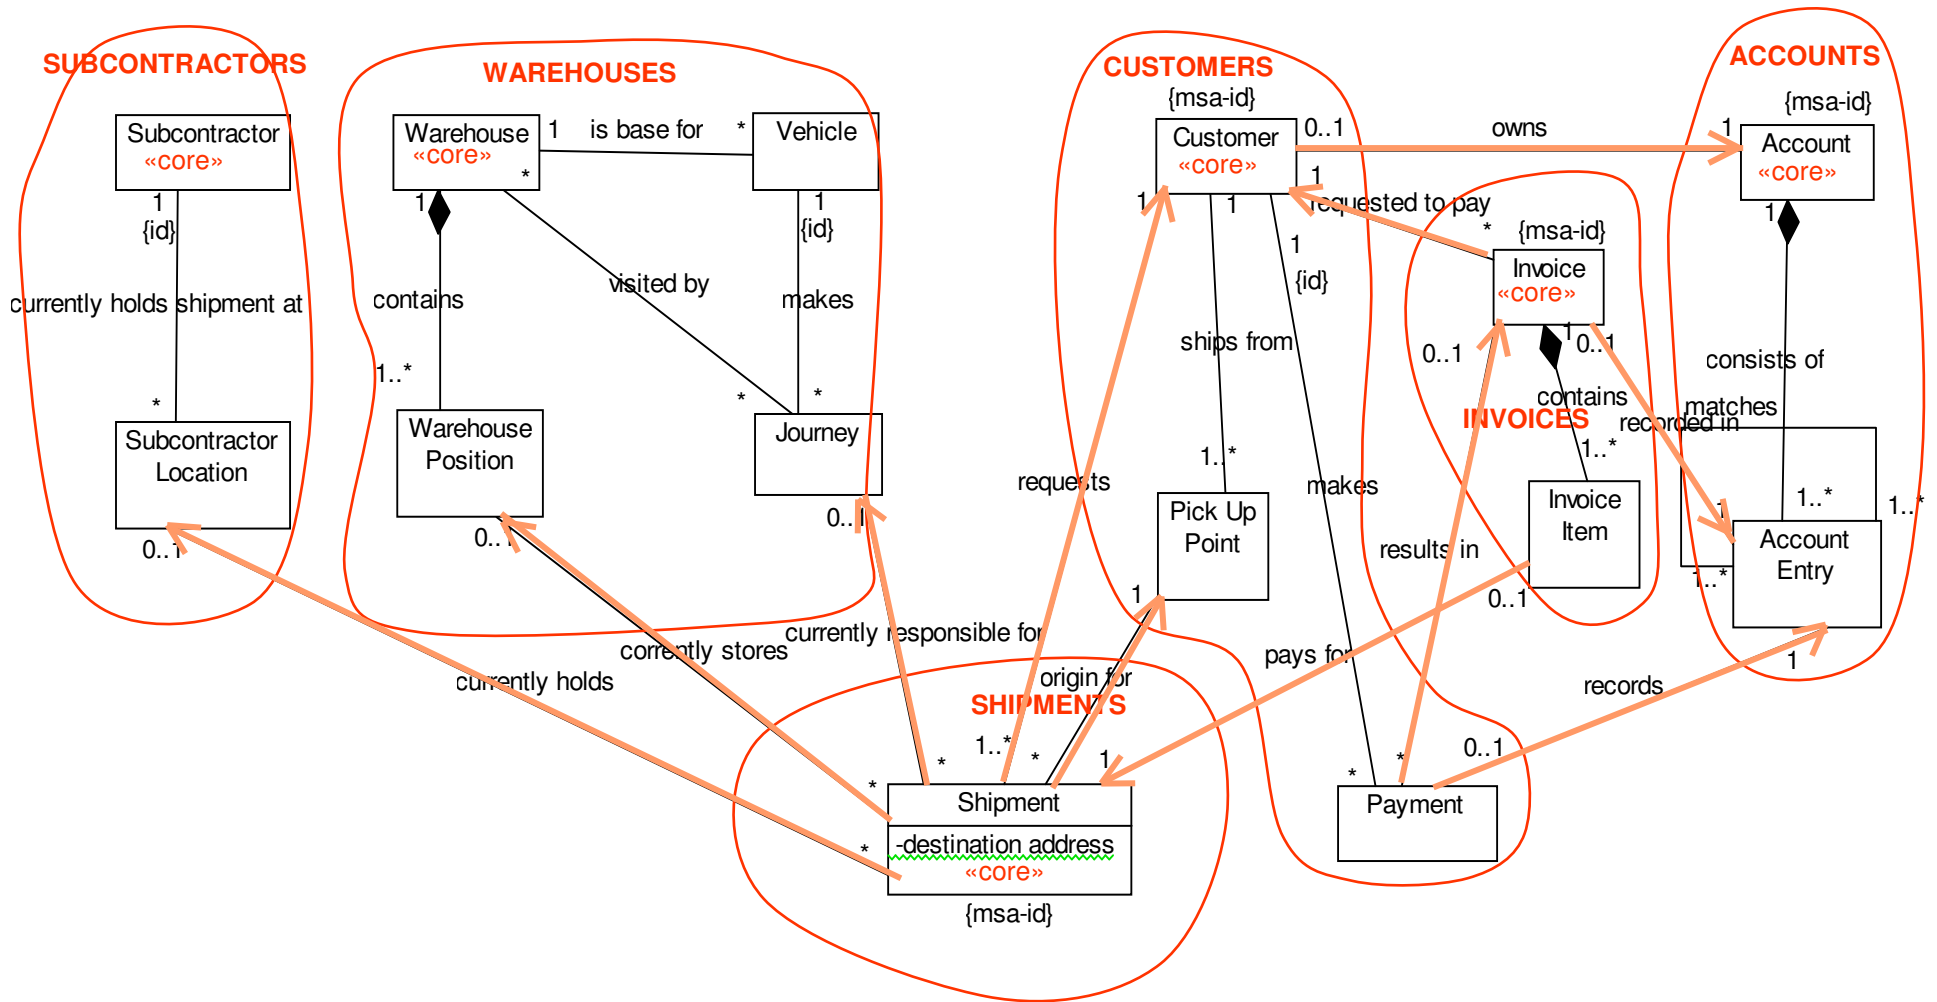 SUBCONTRACTORS
WAREHOUSES
CUSTOMERS
ACCOUNTS
{msa-id}
{msa-id}
Subcontractor
«core»
Warehouse
«core»
1
is base for
*
Vehicle
Customer
«core»
0..1
owns
1
Account
«core»
*
1
{id}
1
1
{id}
1
1
1
requested to pay
*
{msa-id}
1
Invoice
«core»
1
{id}
currently holds shipment at
contains
visited by
makes
ships from
0..1
1
0..1
consists of
1..*
*
*
*
contains
matches
INVOICES
recorded in
Subcontractor
Location
Warehouse
Position
Journey
1..*
1..*
requests
makes
Pick Up
Point
Invoice
Item
1
1..*
1..*
0..1
0..1
0..1
results in
Account
Entry
1..*
1
0..1
currently responsible for
corrently stores
currently holds
origin for
pays for
1
records
SHIPMENTS
1..*
*
*
1
0..1
*
*
*
Shipment
Payment
*
-destination address
«core»
{msa-id}